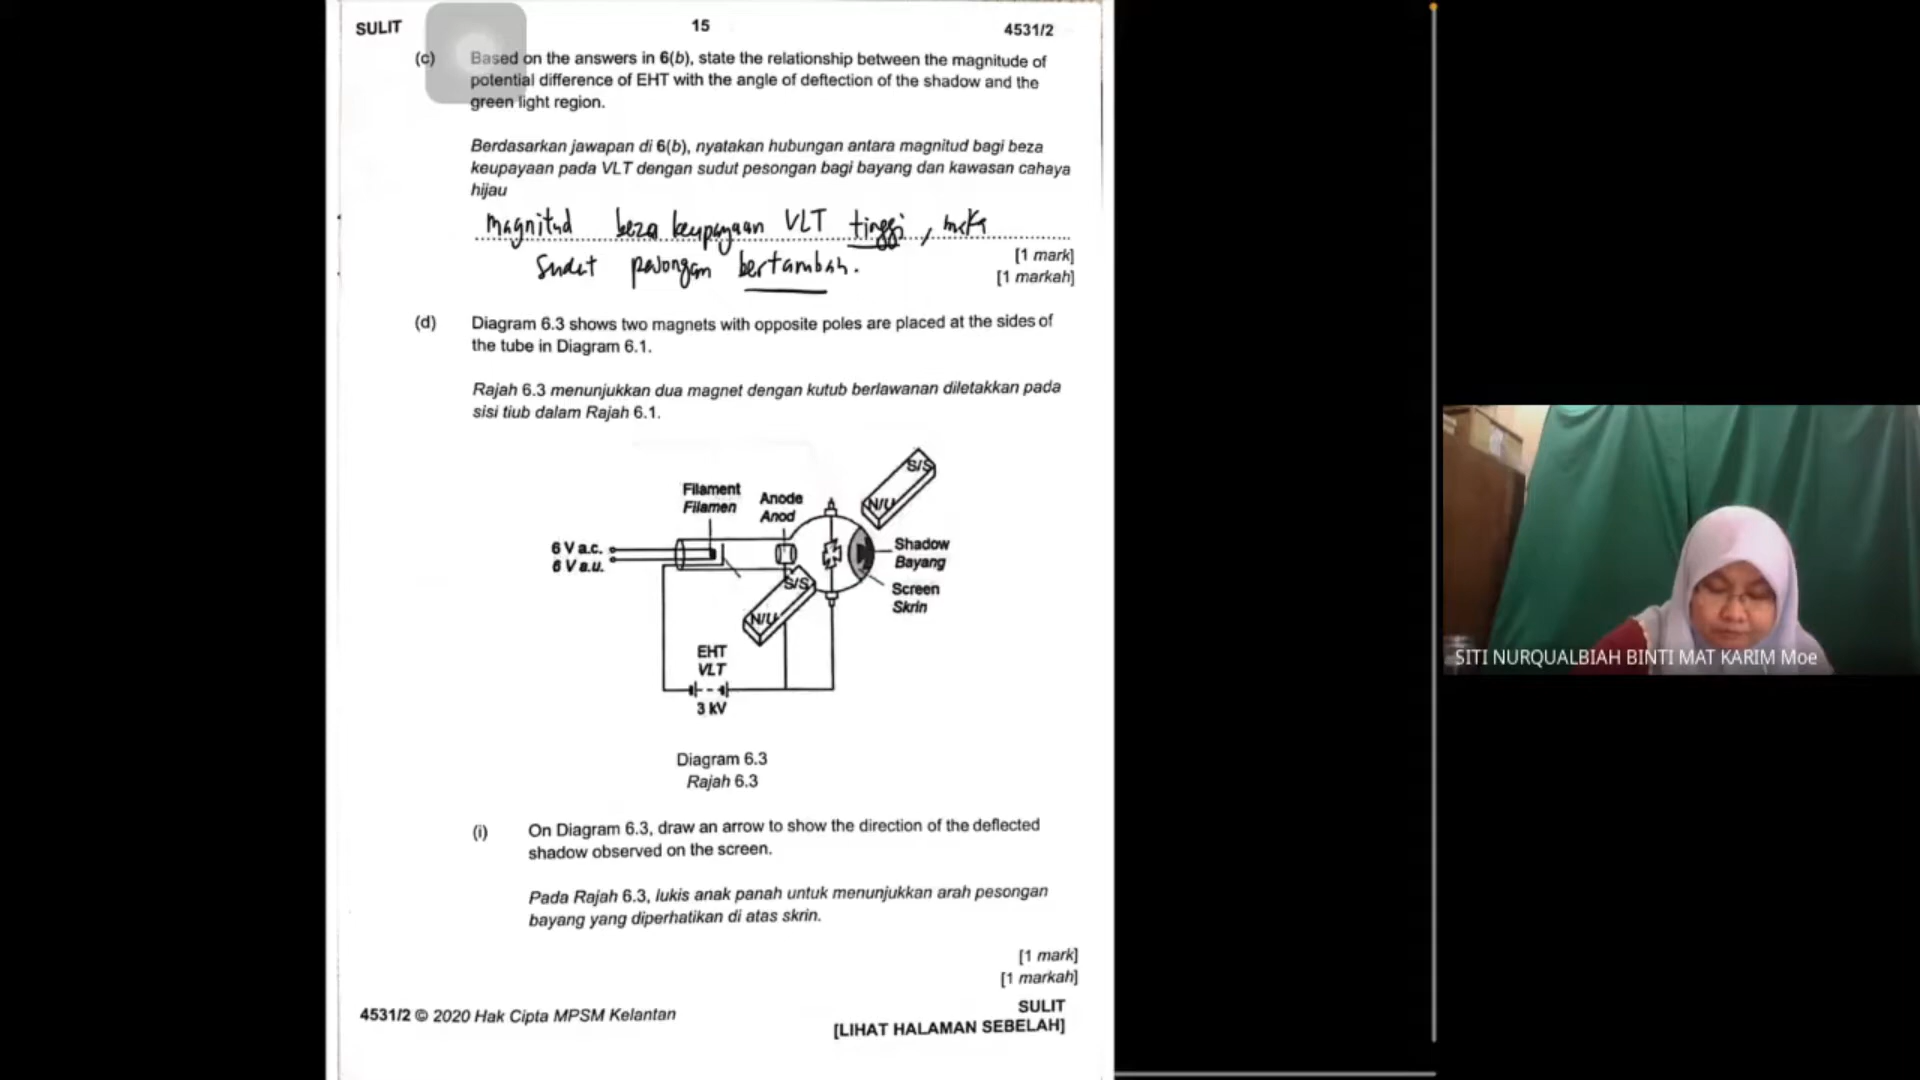 SULIT 15 4531/2
(c) Based on the answers in 6(b), state the relationship between the magnitude of
potential difference of EHT with the angle of deflection of the shadow and the
green light region.
Berdasarkan jawapan di 6(b), nyatakan hubungan antara magnitud bagi beza
keupayaan pada VLT dengan sudut pesongan bagi bayang dan kawasan cahaya
hijau
magnitud beza keupayaan VLT tinggi, maka
[1 mark]
sudut pesongan bertambah.
[1 markah]
(d) Diagram 6.3 shows two magnets with opposite poles are placed at the sides of
the tube in Diagram 6.1.
Rajah 6.3 menunjukkan dua magnet dengan kutub berlawanan diletakkan pada
sisi tiub dalam Rajah 6.1.
S/S
N/U
Filament
Filamen
Anode
Anod
6 V a.c.
6 V a.u.
Shadow
Bayang
Screen
Skrin
S/S
N/U
EHT
VLT
3 kV
Diagram 6.3
Rajah 6.3
(i) On Diagram 6.3, draw an arrow to show the direction of the deflected
shadow observed on the screen.
Pada Rajah 6.3, lukis anak panah untuk menunjukkan arah pesongan
bayang yang diperhatikan di atas skrin.
[1 mark]
[1 markah]
4531/2 © 2020 Hak Cipta MPSM Kelantan
SULIT
[LIHAT HALAMAN SEBELAH]
SITI NURQUALBIAH BINTI MAT KARIM Moe